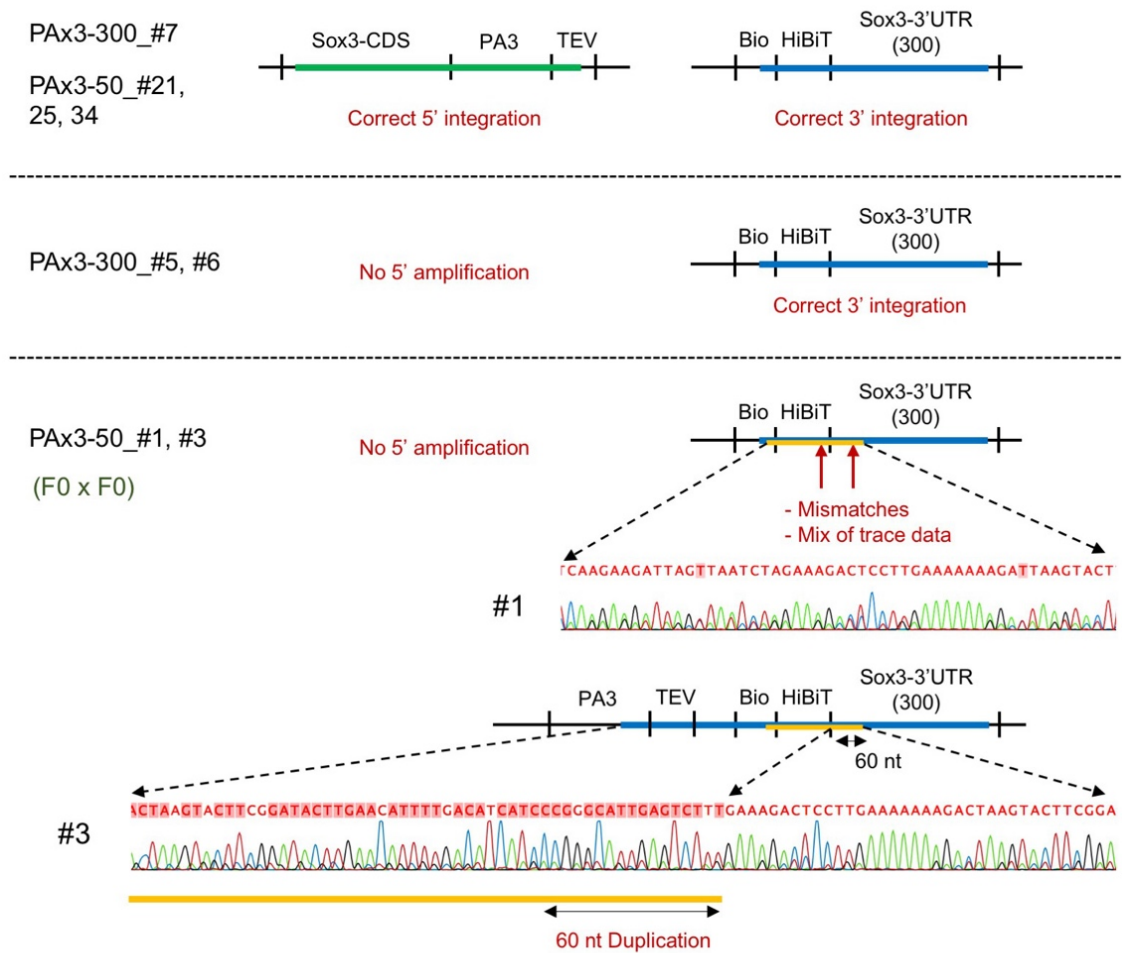 PAx3-300_#7
PAx3-50_#21,
25, 34
Sox3-CDS PA3 TEV
Correct 5' integration
Bio HiBiT Sox3-3'UTR
(300)
Correct 3' integration
PAx3-300_#5, #6
No 5' amplification
Bio HiBiT Sox3-3'UTR
(300)
Correct 3' integration
PAx3-50_#1, #3
(F0 x F0)
No 5' amplification
Bio HiBiT Sox3-3'UTR
(300)
- Mismatches
- Mix of trace data
#1
TCAAGAAGATTAGTTAATCTAGAAAGACTCCTTGAAAAAAAGATTAAGTACT
PA3 TEV Bio HiBiT Sox3-3'UTR
(300)
60 nt
#3
ACTAAGTACTTCGGATACTTGAACATTTTGACATCATCCCGGGCATTGAGTCTTTGAAAGACTCCTTGAAAAAAAGACTAAGTACTTCGGA
60 nt Duplication